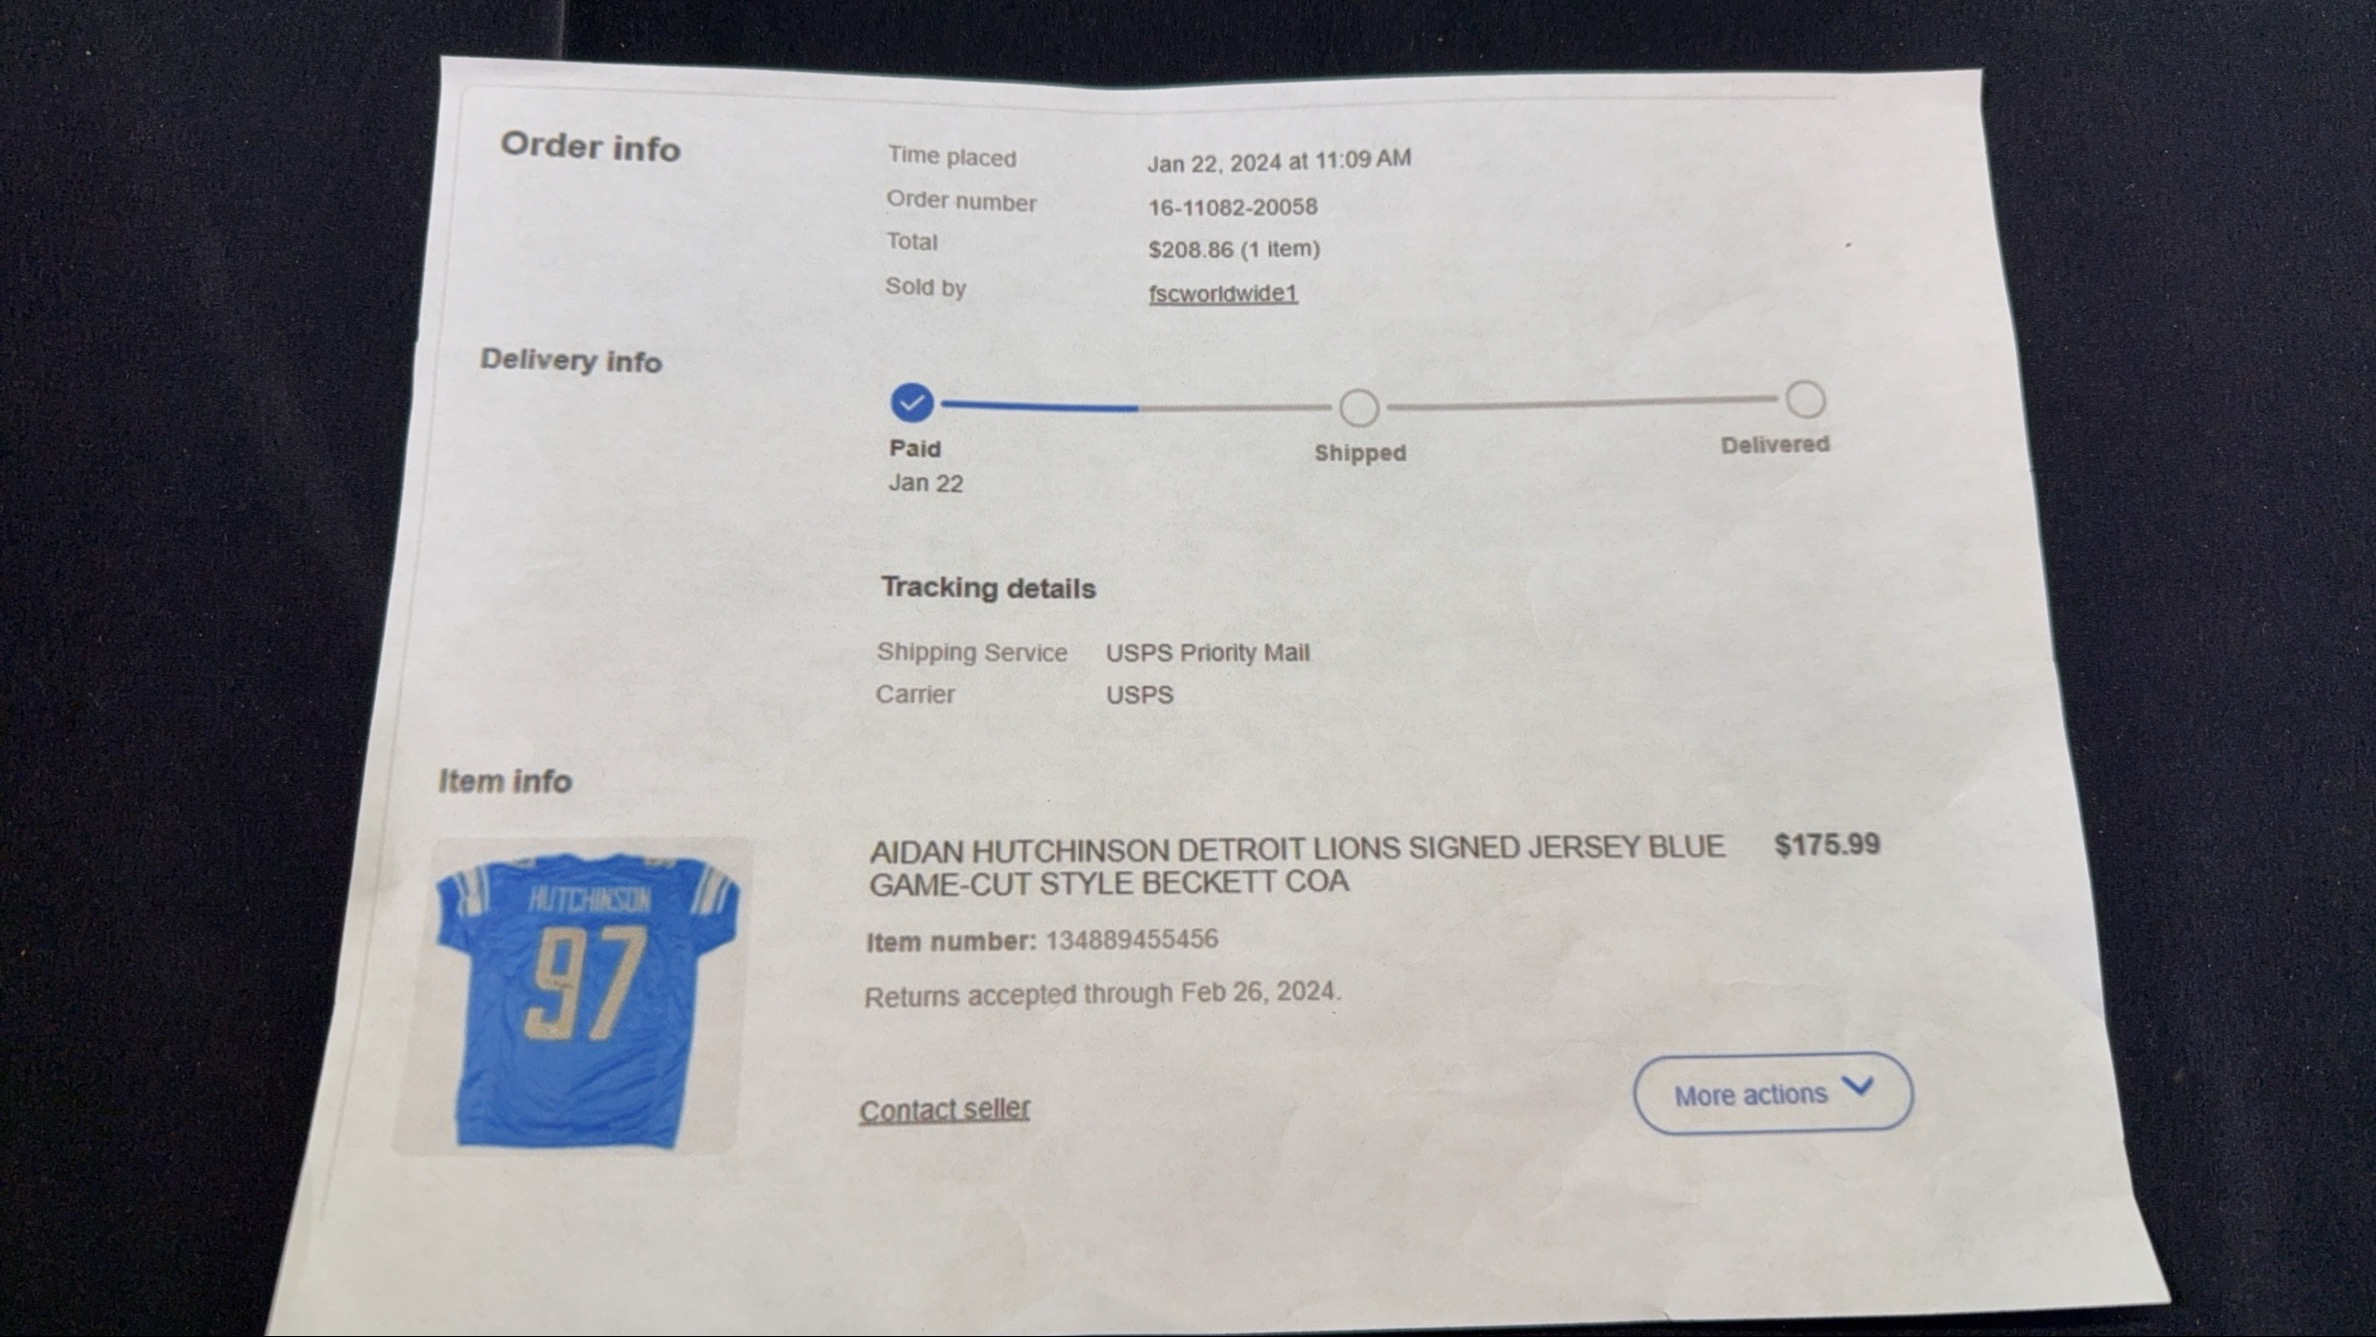 Order info
Time placed Jan 22, 2024 at 11:09 AM
Order number 16-11082-20058
Total $208.86 (1 item)
Sold by fscworldwide1
Delivery info
Paid Shipped Delivered
Jan 22
Tracking details
Shipping Service USPS Priority Mail
Carrier USPS
Item info
HUTCHINSON
97
AIDAN HUTCHINSON DETROIT LIONS SIGNED JERSEY BLUE $175.99
GAME-CUT STYLE BECKETT COA
Item number: 134889455456
Returns accepted through Feb 26, 2024.
Contact seller
More actions